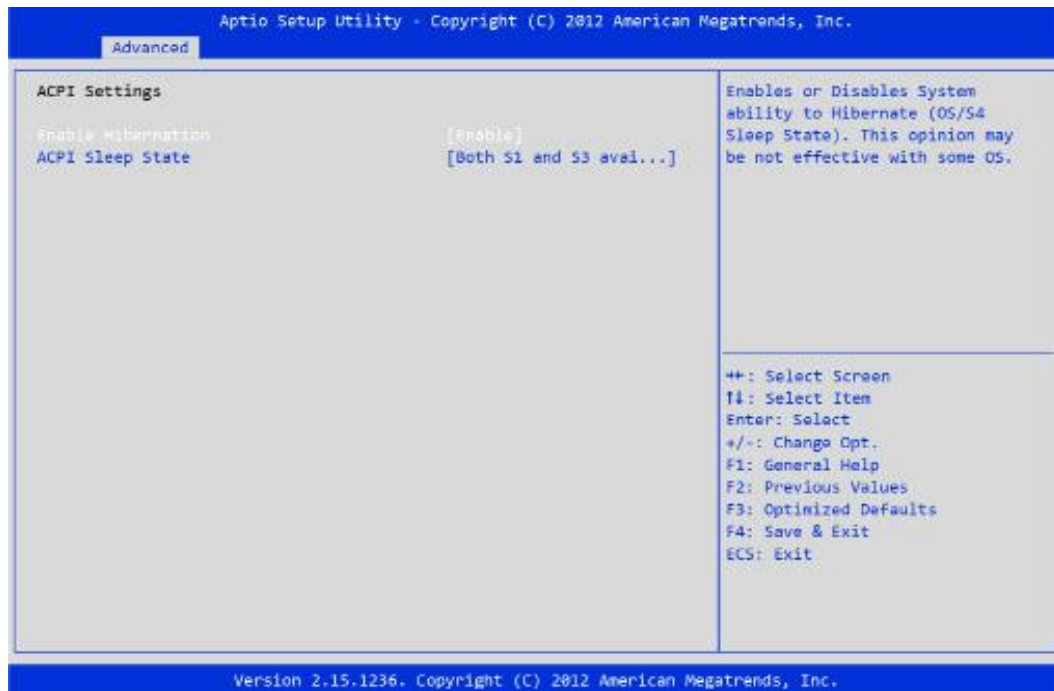 Aptio Setup Utility - Copyright (C) 2012 American Megatrends, Inc.
Advanced
ACPI Settings
Enable Hibernation [Enable]
ACPI Sleep State [Both S1 and S3 avai...]
Enables or Disables System
ability to Hibernate (OS/S4
Sleep State). This opinion may
be not effective with some OS.
→←: Select Screen
↑↓: Select Item
Enter: Select
+/-: Change Opt.
F1: General Help
F2: Previous Values
F3: Optimized Defaults
F4: Save & Exit
ECS: Exit
Version 2.15.1236. Copyright (C) 2012 American Megatrends, Inc.